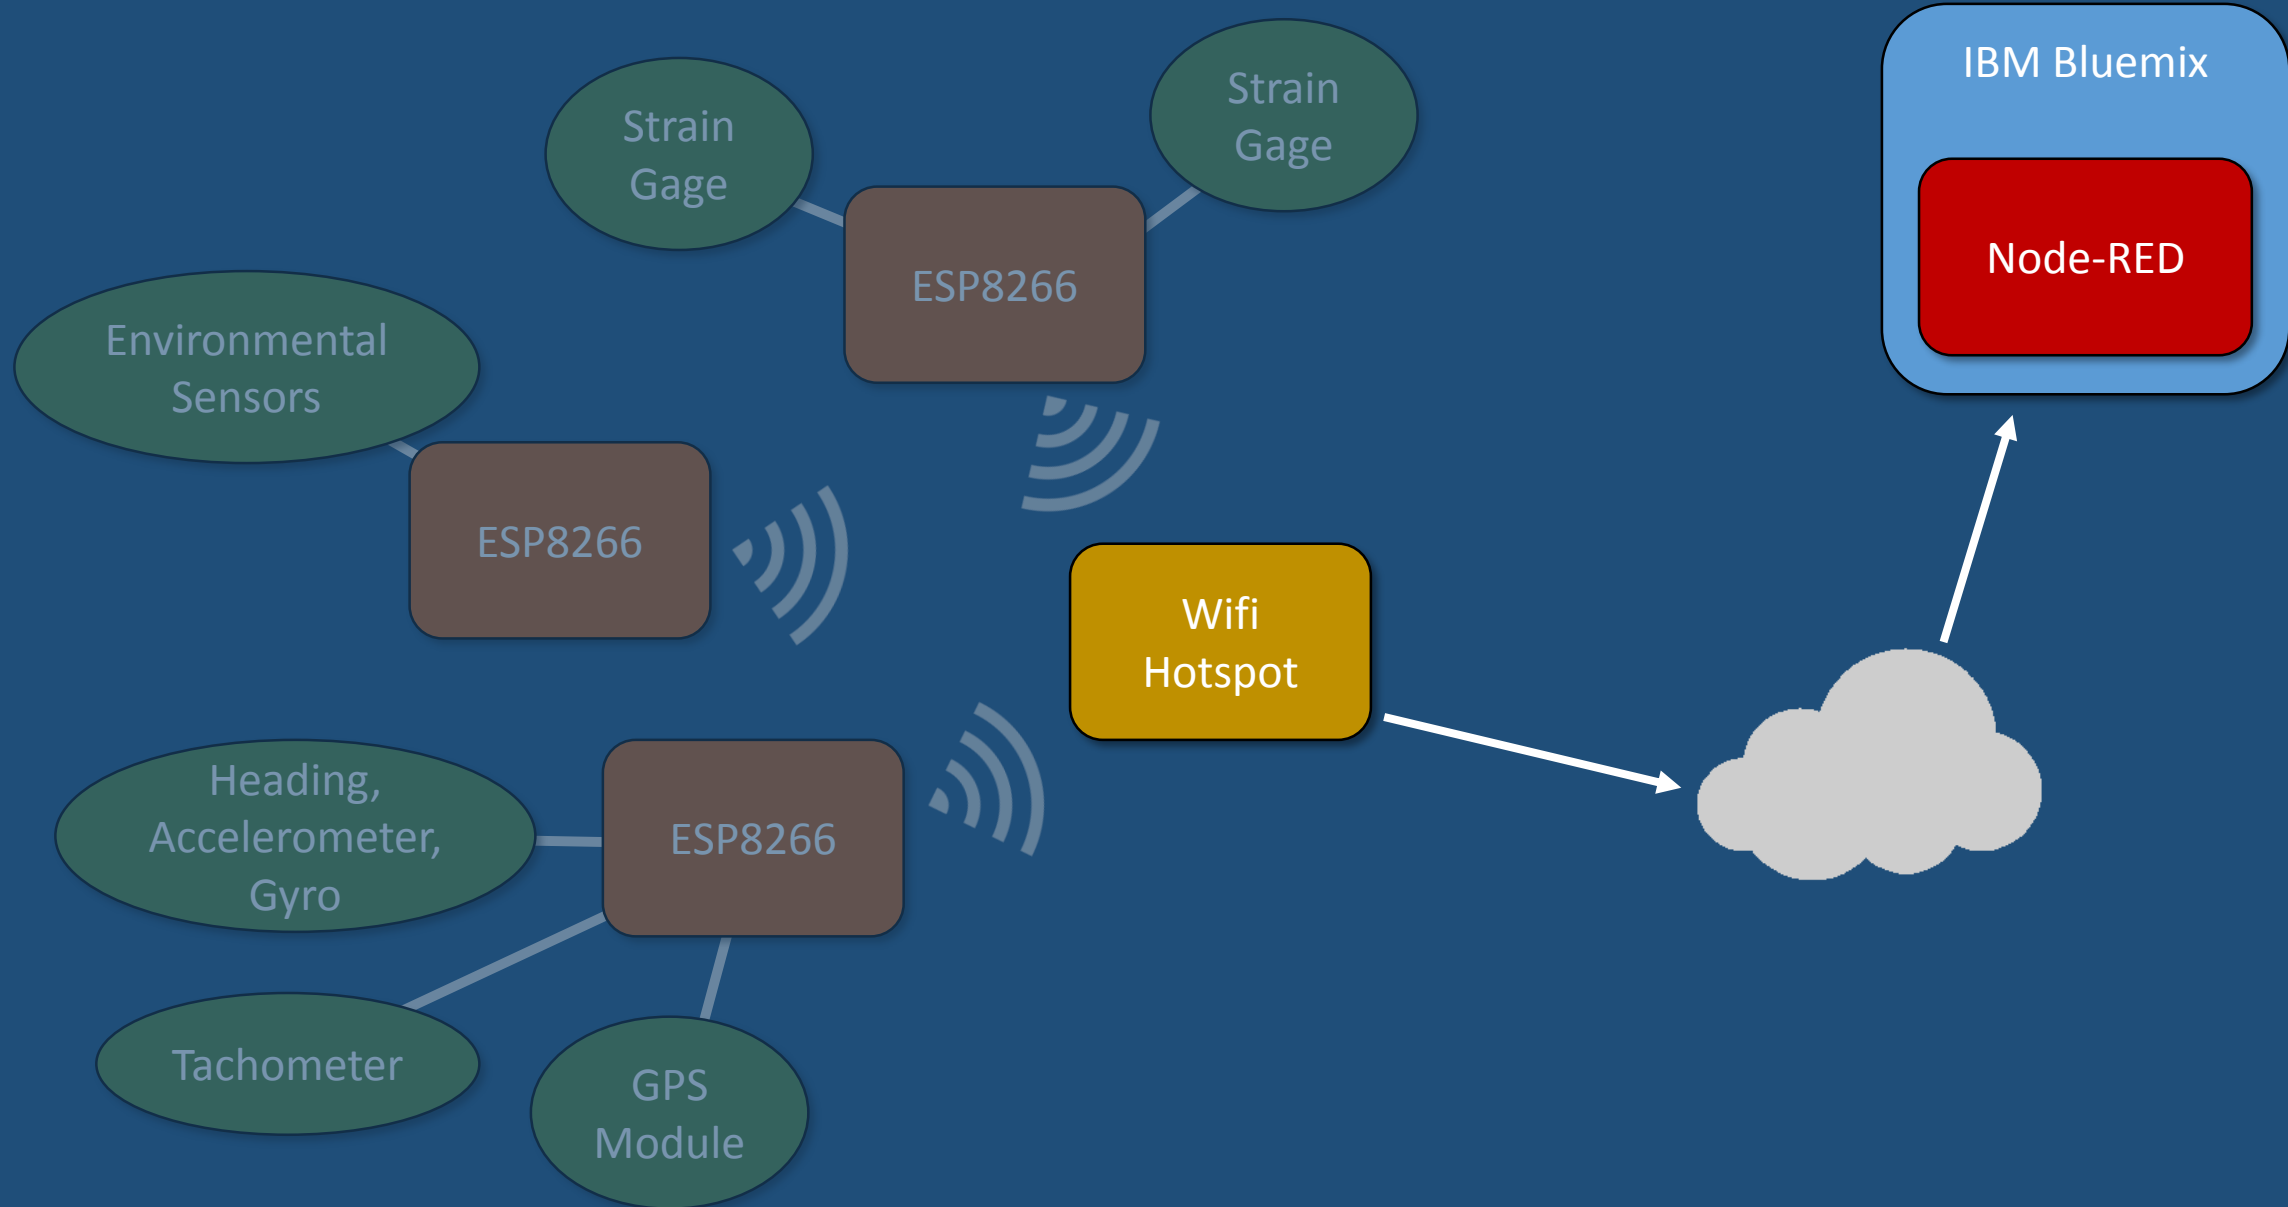 Strain
Gage
Strain
Gage
IBM Bluemix
Node-RED
ESP8266
Environmental
Sensors
ESP8266
Wifi
Hotspot
Heading,
Accelerometer,
Gyro
ESP8266
Tachometer
GPS
Module